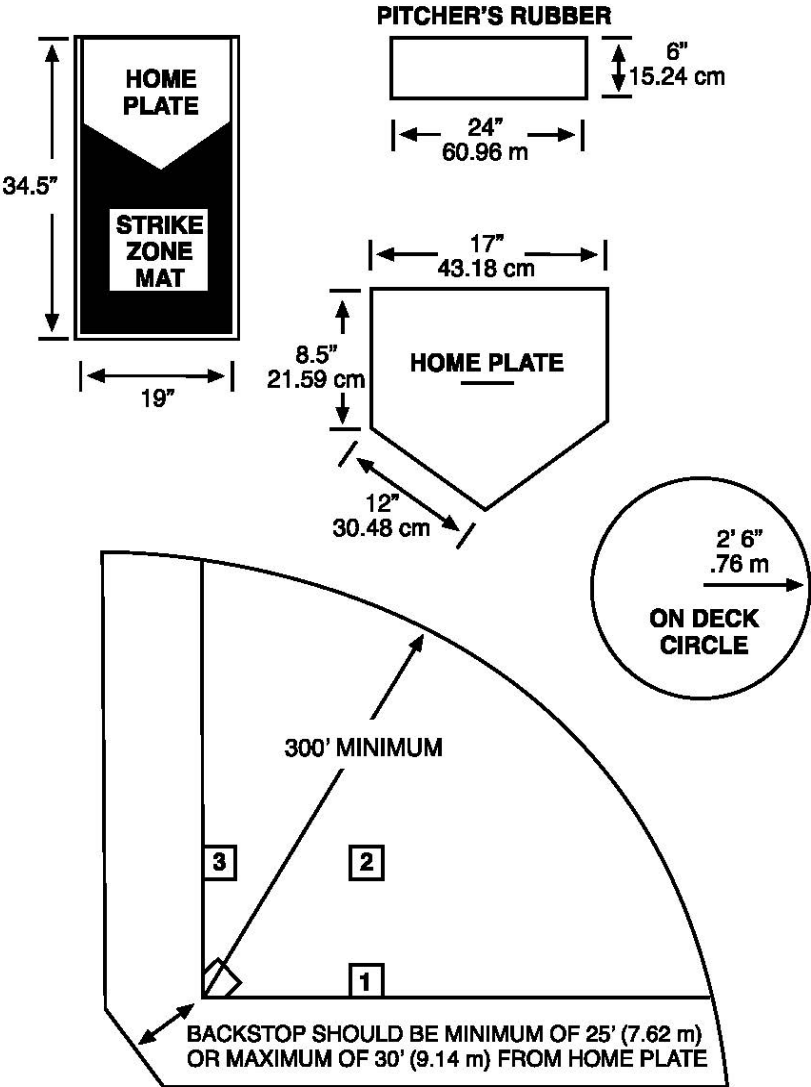 PITCHER’S RUBBER
HOME
PLATE
34.5”
STRIKE
ZONE
MAT
19”
6”
15.24 cm
24”
60.96 m
17”
43.18 cm
8.5”
21.59 cm
HOME PLATE
12”
30.48 cm
2’ 6”
.76 m
ON DECK
CIRCLE
300’ MINIMUM
3
2
1
BACKSTOP SHOULD BE MINIMUM OF 25’ (7.62 m)
OR MAXIMUM OF 30’ (9.14 m) FROM HOME PLATE